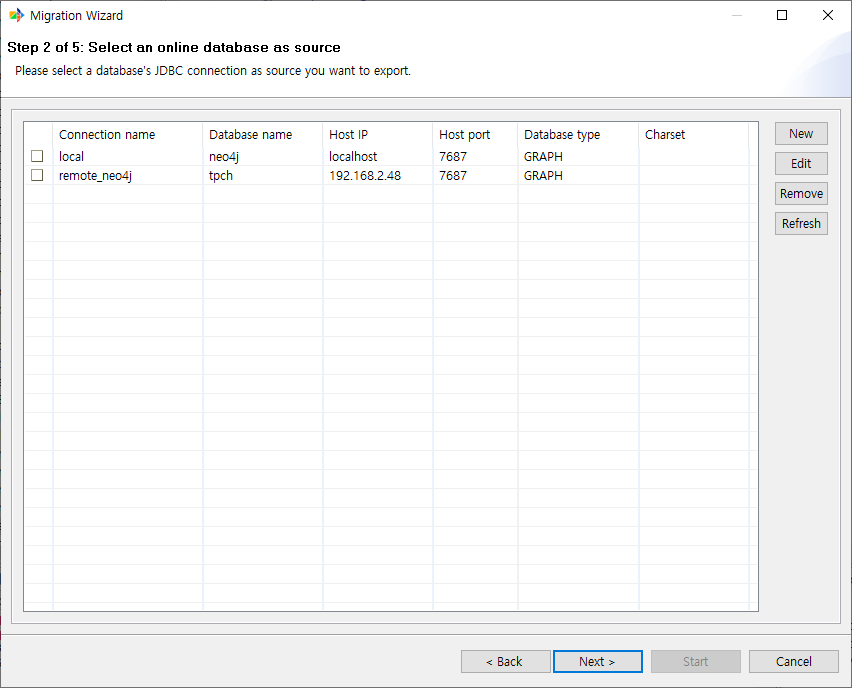 Migration Wizard
Step 2 of 5: Select an online database as source
Please select a database's JDBC connection as source you want to export.
Connection name Database name Host IP Host port Database type Charset
local neo4j localhost 7687 GRAPH
remote_neo4j tpch 192.168.2.48 7687 GRAPH
New
Edit
Remove
Refresh
< Back Next > Start Cancel